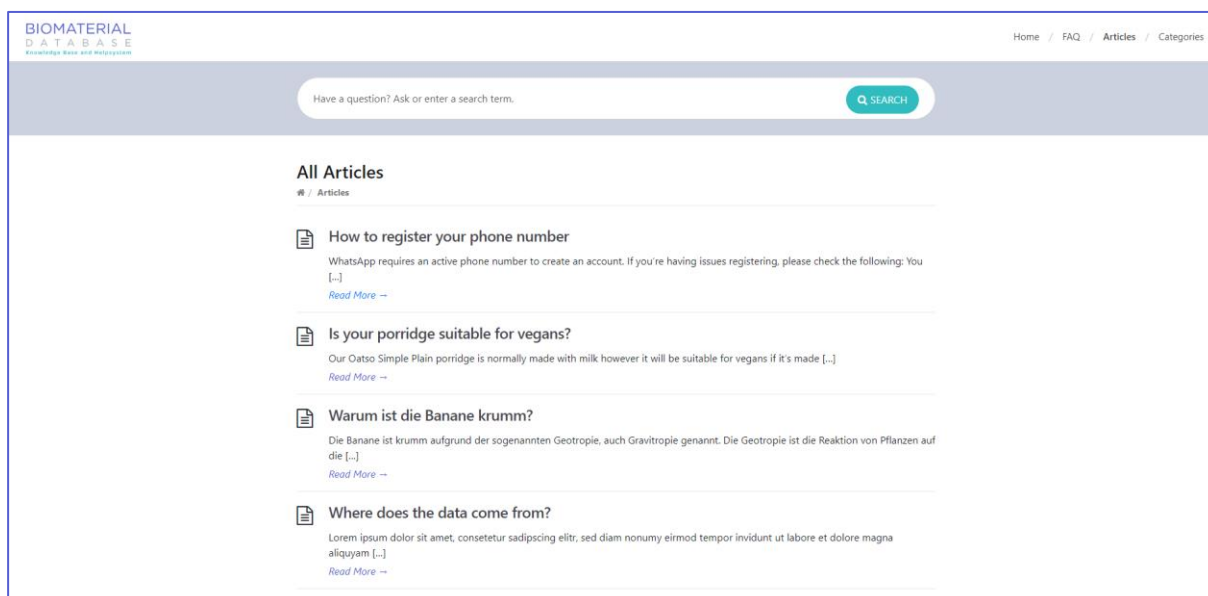 BIOMATERIAL
DATABASE
Knowledge Base and Helpsystem
Home / FAQ / Articles / Categories
Have a question? Ask or enter a search term.
SEARCH
All Articles
/ Articles
How to register your phone number
WhatsApp requires an active phone number to create an account. If you're having issues registering, please check the following: You
[...]
Read More →
Is your porridge suitable for vegans?
Our Oatso Simple Plain porridge is normally made with milk however it will be suitable for vegans if it's made [...]
Read More →
Warum ist die Banane krumm?
Die Banane ist krumm aufgrund der sogenannten Geotropie, auch Gravitropie genannt. Die Geotropie ist die Reaktion von Pflanzen auf
die [...]
Read More →
Where does the data come from?
Lorem ipsum dolor sit amet, consetetur sadipscing elitr, sed diam nonumy eirmod tempor invidunt ut labore et dolore magna
aliquyam [...]
Read More →